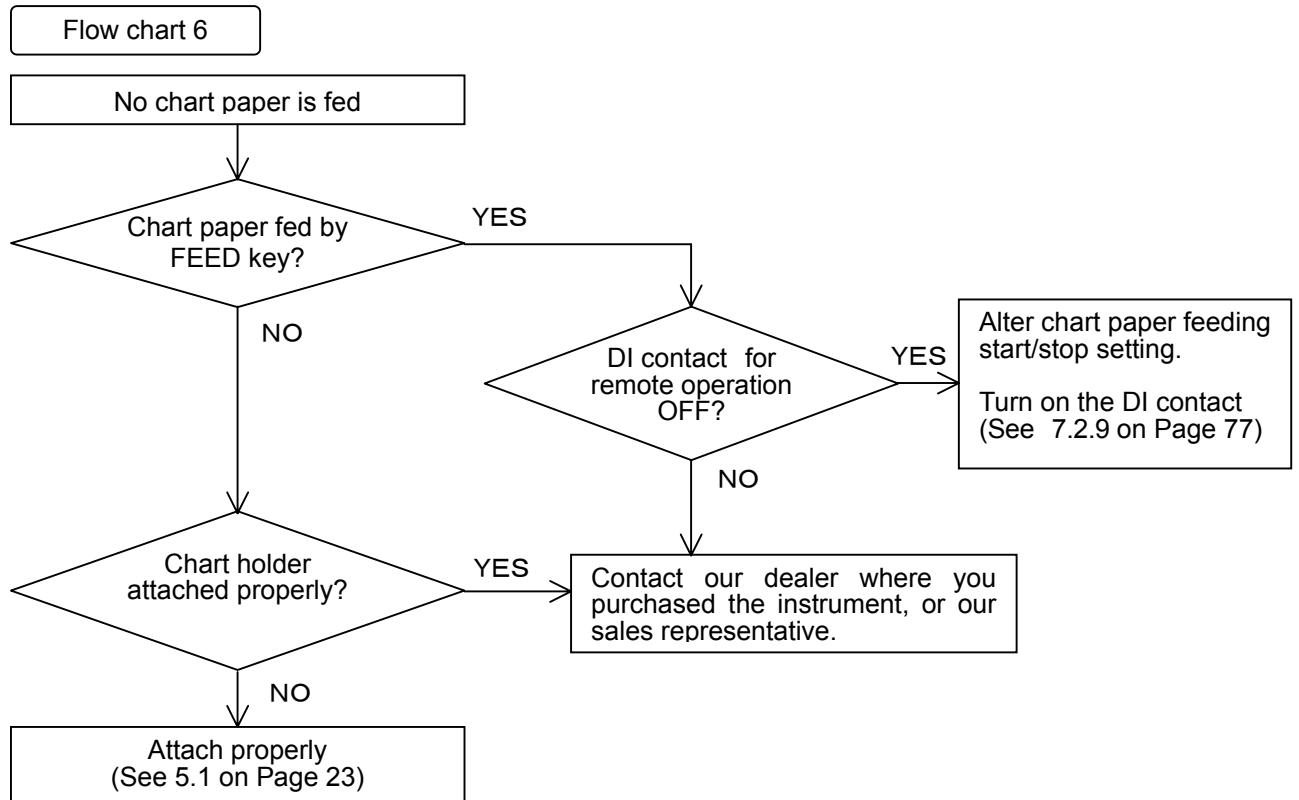 Flow chart 6
No chart paper is fed
Chart paper fed by
FEED key?
YES
NO
DI contact for
remote operation
OFF?
YES
Alter chart paper feeding
start/stop setting.
Turn on the DI contact
(See 7.2.9 on Page 77)
NO
Chart holder
attached properly?
YES
Contact our dealer where you
purchased the instrument, or our
sales representative.
NO
Attach properly
(See 5.1 on Page 23)